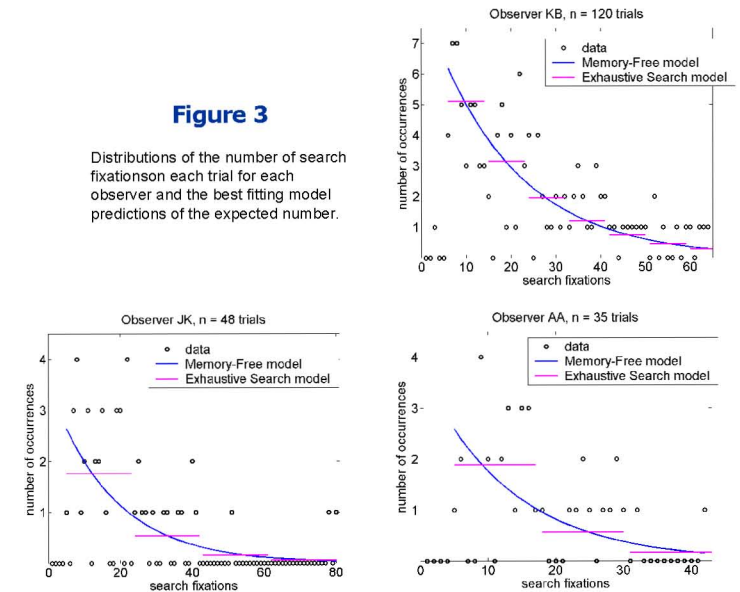 Observer KB, n = 120 trials
7
6
5
4
3
2
1
0
10
20
30
40
50
60
number of occurrences
search fixations
data
Memory-Free model
Exhaustive Search model
Figure 3
Distributions of the number of search
fixationson each trial for each
observer and the best fitting model
predictions of the expected number.
Observer JK, n = 48 trials
4
3
2
1
0
20
40
60
80
number of occurrences
search fixations
data
Memory-Free model
Exhaustive Search model
Observer AA, n = 35 trials
4
3
2
1
0
10
20
30
40
number of occurrences
search fixations
data
Memory-Free model
Exhaustive Search model